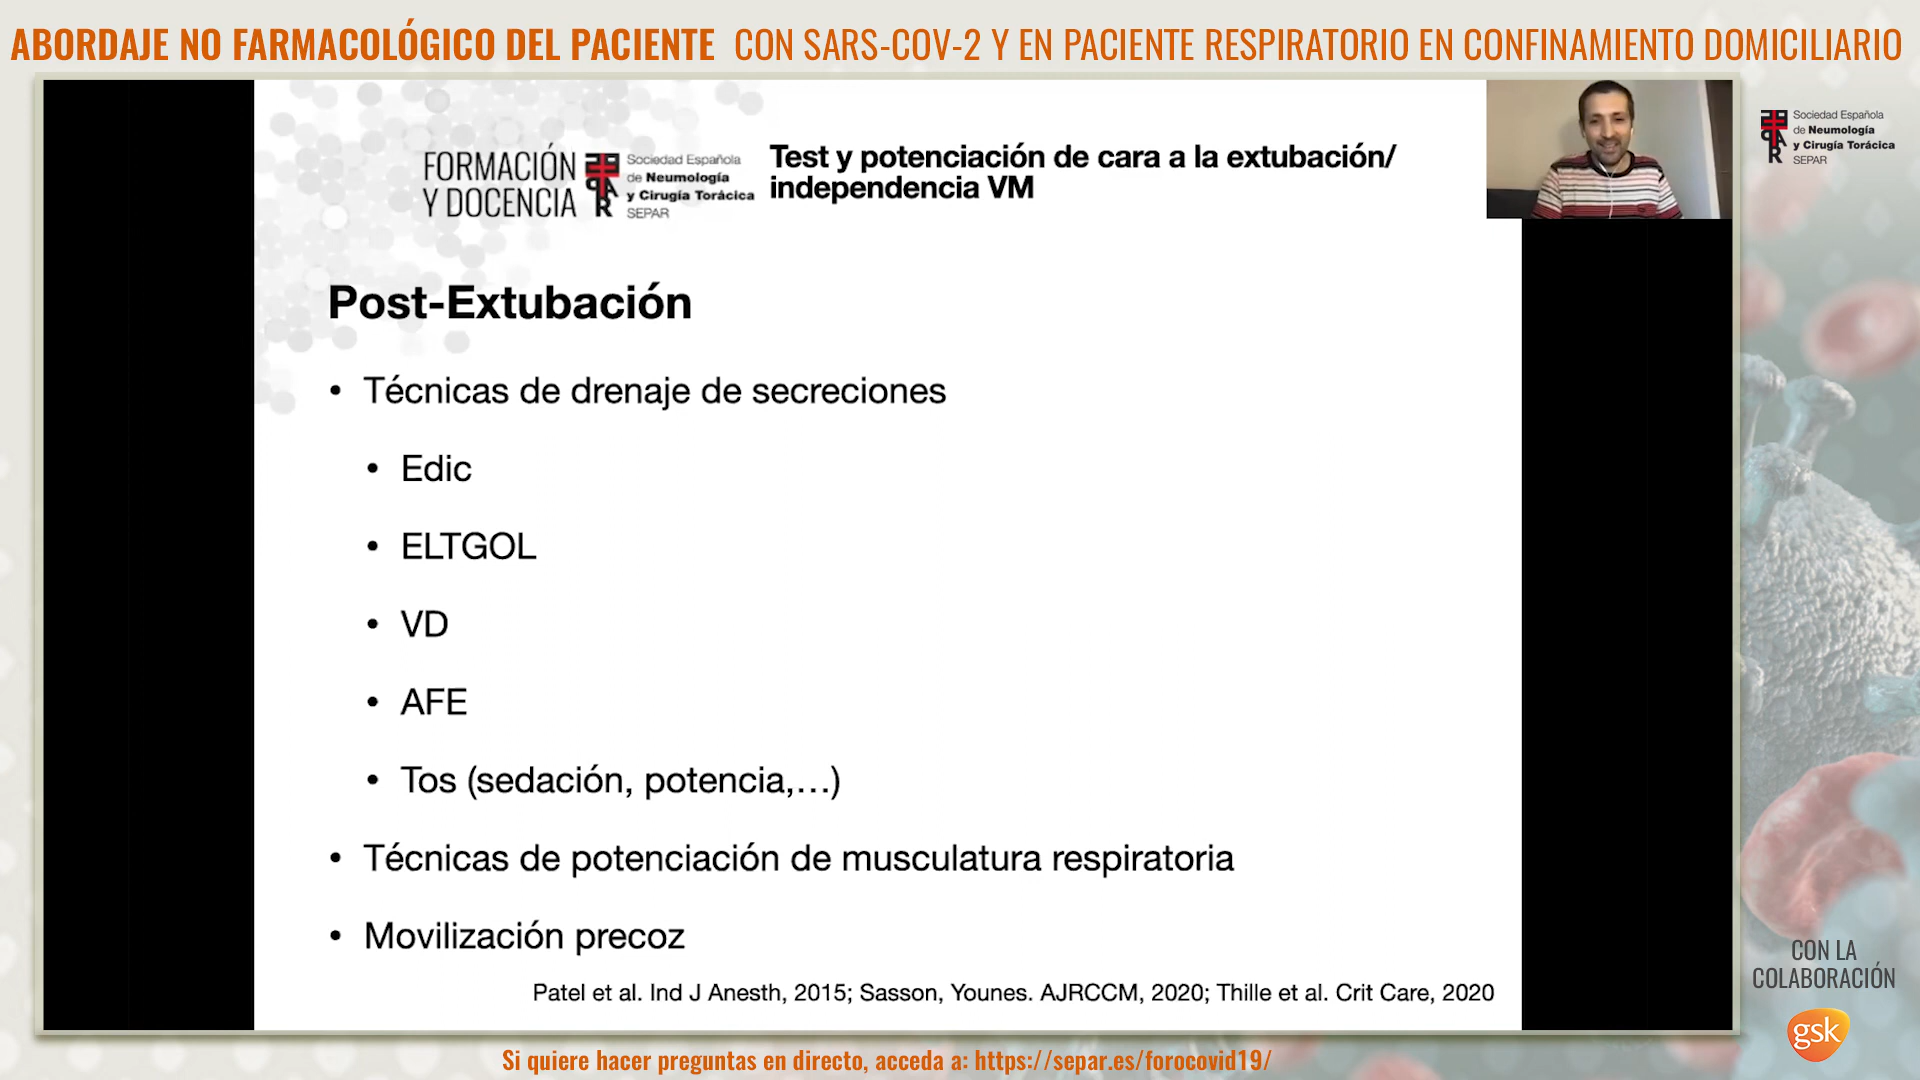 ABORDAJE NO FARMACOLÓGICO DEL PACIENTE CON SARS-COV-2 Y EN PACIENTE RESPIRATORIO EN CONFINAMIENTO DOMICILIARIO
FORMACIÓN
Y DOCENCIA
Sociedad Española
de Neumología
y Cirugía Torácica
SEPAR
Test y potenciación de cara a la extubación/
independencia VM
Sociedad Española
de Neumología
y Cirugía Torácica
SEPAR
Post-Extubación
• Técnicas de drenaje de secreciones
• Edic
• ELTGOL
• VD
• AFE
• Tos (sedación, potencia,...)
• Técnicas de potenciación de musculatura respiratoria
• Movilización precoz
Patel et al. Ind J Anesth, 2015; Sasson, Younes. AJRCCM, 2020; Thille et al. Crit Care, 2020
CON LA
COLABORACIÓN
gsk
Si quiere hacer preguntas en directo, acceda a: https://separ.es/forocovid19/